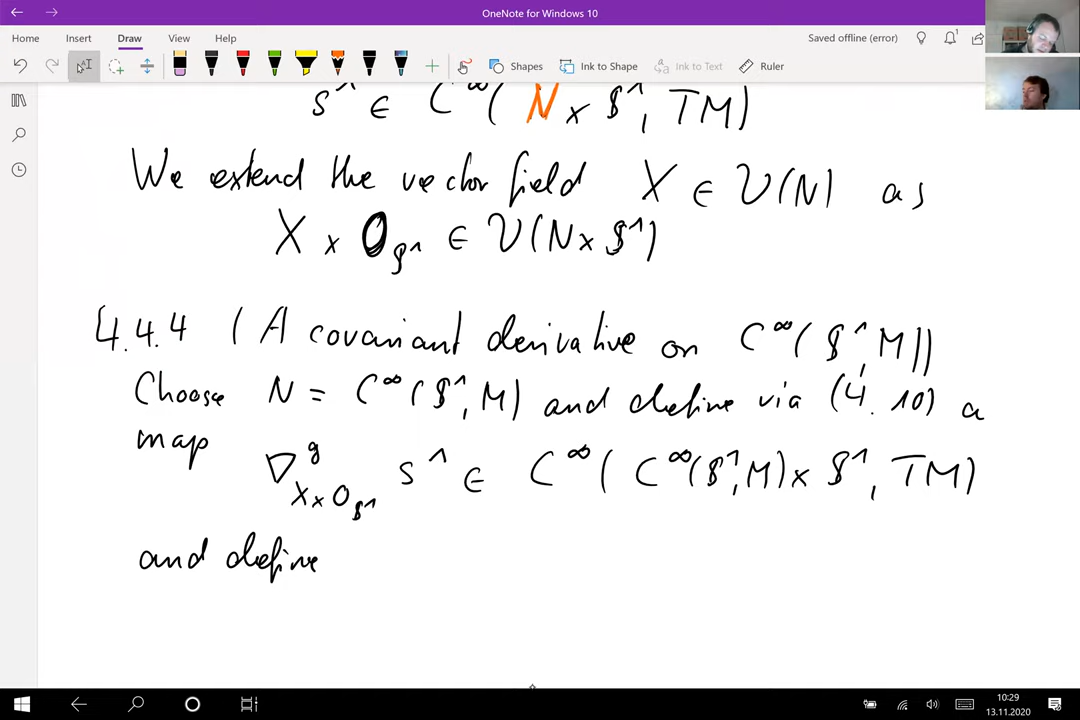 OneNote for Windows 10
Home Insert Draw View Help Saved offline (error)
Shapes Ink to Shape Ink to Text Ruler
s^ ∈ C^∞(N × S^1, TM)
We extend the vector field X ∈ V(N) as
X × 0_{S^1} ∈ V(N × S^1)
4.4.4 (A covariant derivative on C^∞(S^1, M))
Choose N = C^∞(S^1, M) and define via (4.10) a
map
∇^g_{X × 0_{S^1}} s^ ∈ C^∞(C^∞(S^1, M) × S^1, TM)
and define
10:29
13.11.2020